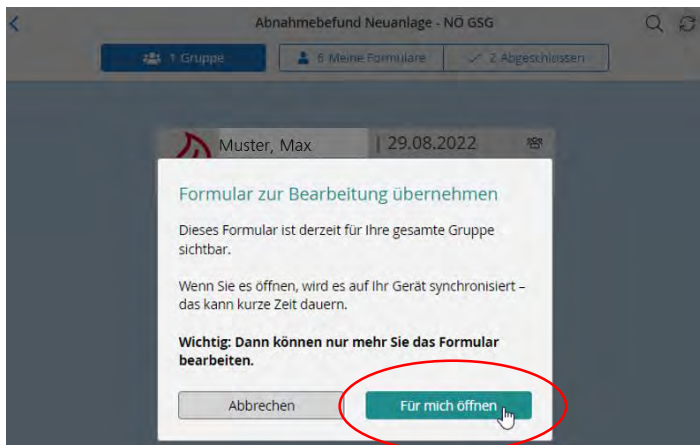 Abnahmebefund Neuanlage - NÖ GSG
1 Gruppe
6 Meine Formulare
2 Abgeschlossen
Muster, Max | 29.08.2022
Formular zur Bearbeitung übernehmen
Dieses Formular ist derzeit für Ihre gesamte Gruppe
sichtbar.
Wenn Sie es öffnen, wird es auf Ihr Gerät synchronisiert –
das kann kurze Zeit dauern.
Wichtig: Dann können nur mehr Sie das Formular
bearbeiten.
Abbrechen
Für mich öffnen